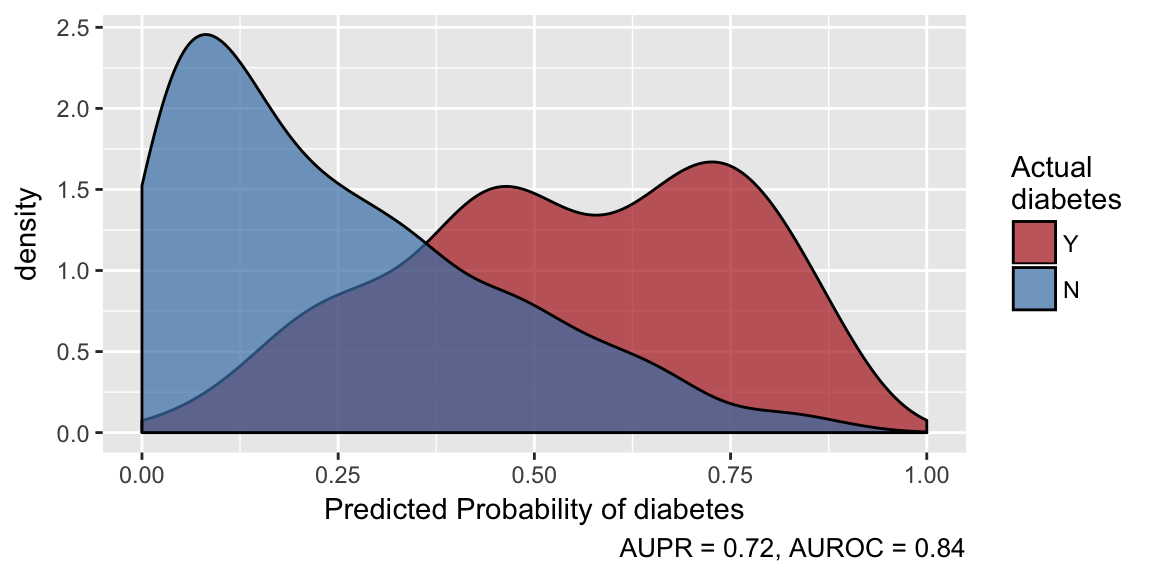 2.5
2.0
1.5
1.0
0.5
0.0
density
0.00 0.25 0.50 0.75 1.00
Predicted Probability of diabetes
AUPR = 0.72, AUROC = 0.84
Actual
diabetes
Y
N